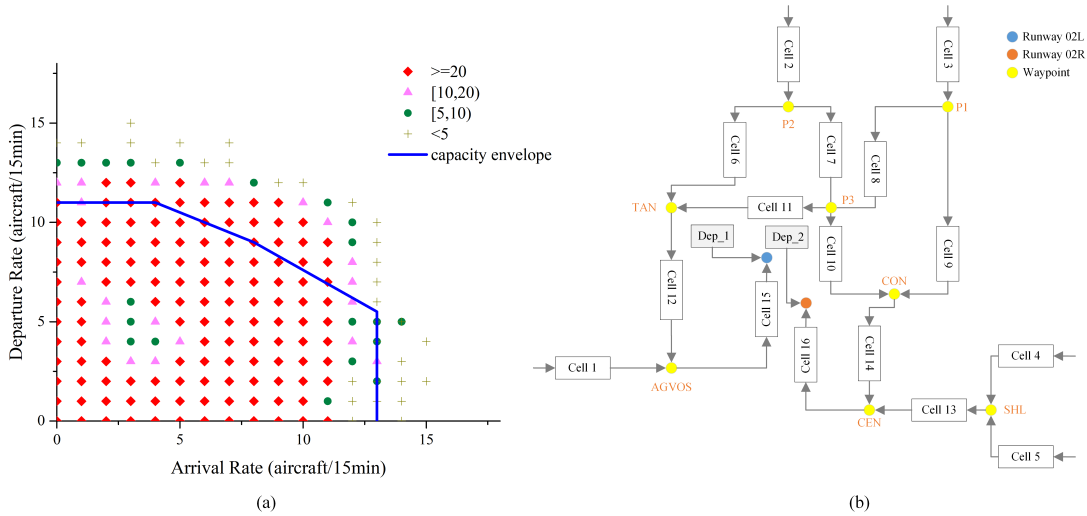 >=20
[10,20)
[5,10)
<5
capacity envelope
15
10
5
0
0
5
10
15
Departure Rate (aircraft/15min)
Arrival Rate (aircraft/15min)
(a)
Runway 02L
Runway 02R
Waypoint
Cell 2
Cell 3
P2
P1
Cell 6
Cell 7
Cell 8
TAN
Cell 11
P3
Dep_1
Dep_2
Cell 10
Cell 9
CON
Cell 12
Cell 15
Cell 16
Cell 14
Cell 1
AGVOS
Cell 4
CEN
Cell 13
SHL
Cell 5
(b)